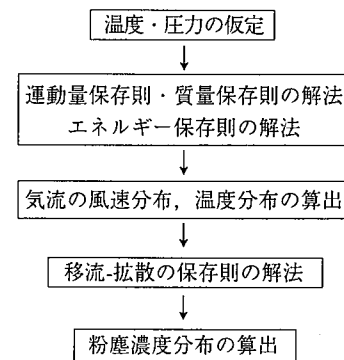 温度・圧力の仮定
運動量保存則・質量保存則の解法
エネルギー保存則の解法
気流の風速分布，温度分布の算出
移流-拡散の保存則の解法
粉塵濃度分布の算出